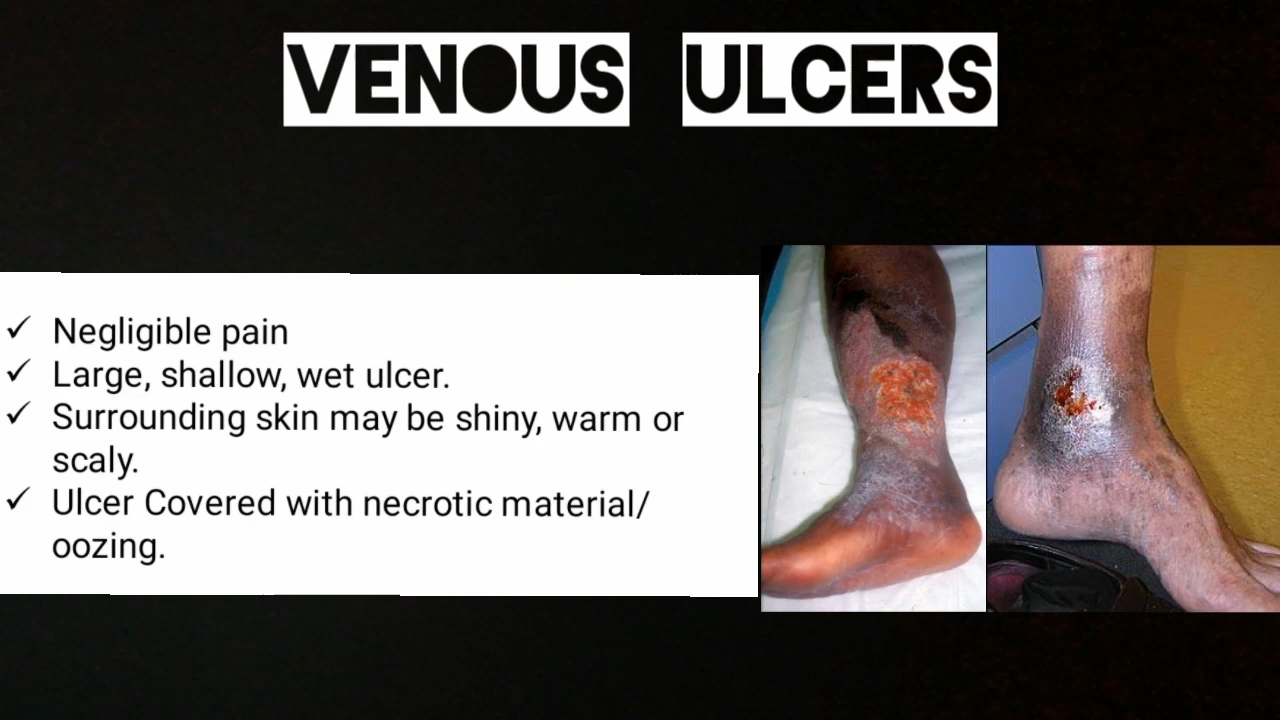 VENOUS ULCERS
✓ Negligible pain
✓ Large, shallow, wet ulcer.
✓ Surrounding skin may be shiny, warm or
scaly.
✓ Ulcer Covered with necrotic material/
oozing.